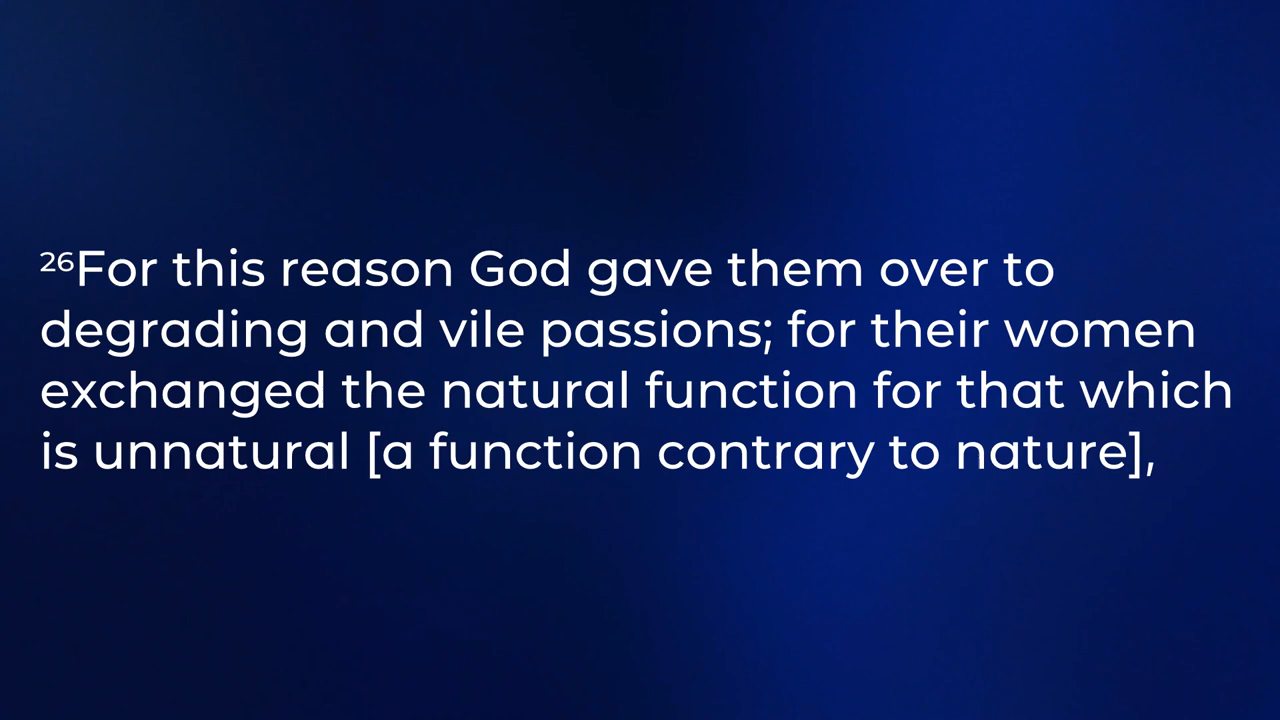 ²⁶For this reason God gave them over to
degrading and vile passions; for their women
exchanged the natural function for that which
is unnatural [a function contrary to nature],